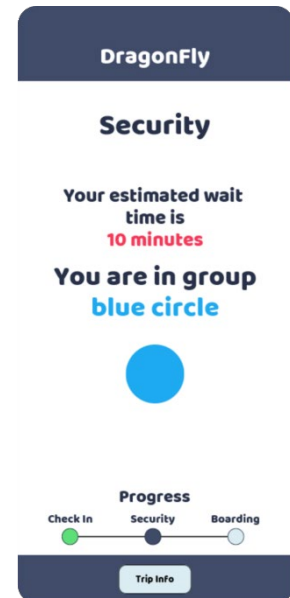 DragonFly
Security
Your estimated wait
time is
10 minutes
You are in group
blue circle
Progress
Check In Security Boarding
Trip Info